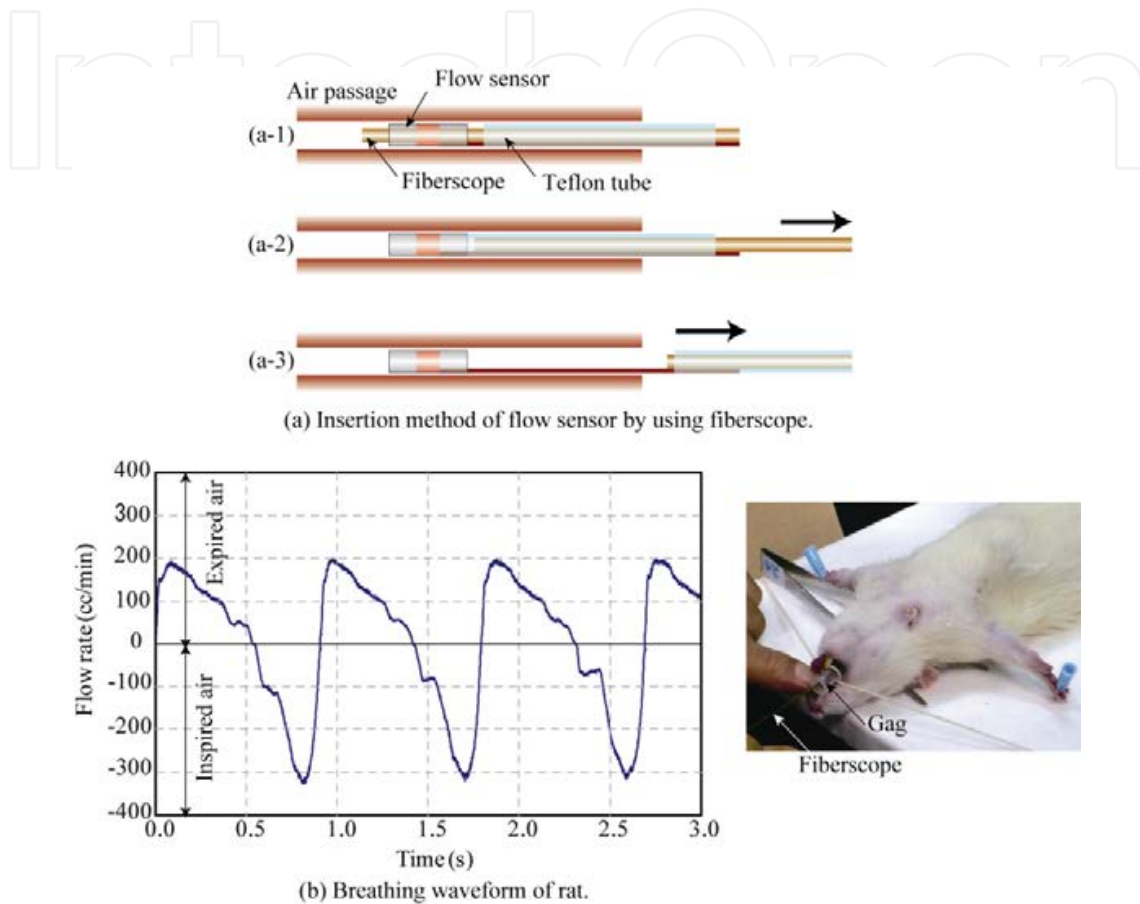 IntechOpen
Flow sensor
Air passage
(a-1)
Fiberscope
Teflon tube
(a-2)
(a-3)
(a) Insertion method of flow sensor by using fiberscope.
400
300
200
100
0
-100
-200
-300
-400
Flow rate (cc/min)
Expired air
Inspired air
0.0 0.5 1.0 1.5 2.0 2.5 3.0
Time (s)
Gag
Fiberscope
(b) Breathing waveform of rat.